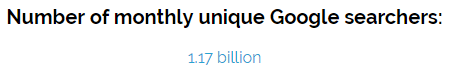 Number of monthly unique Google searchers:
1.17 billion